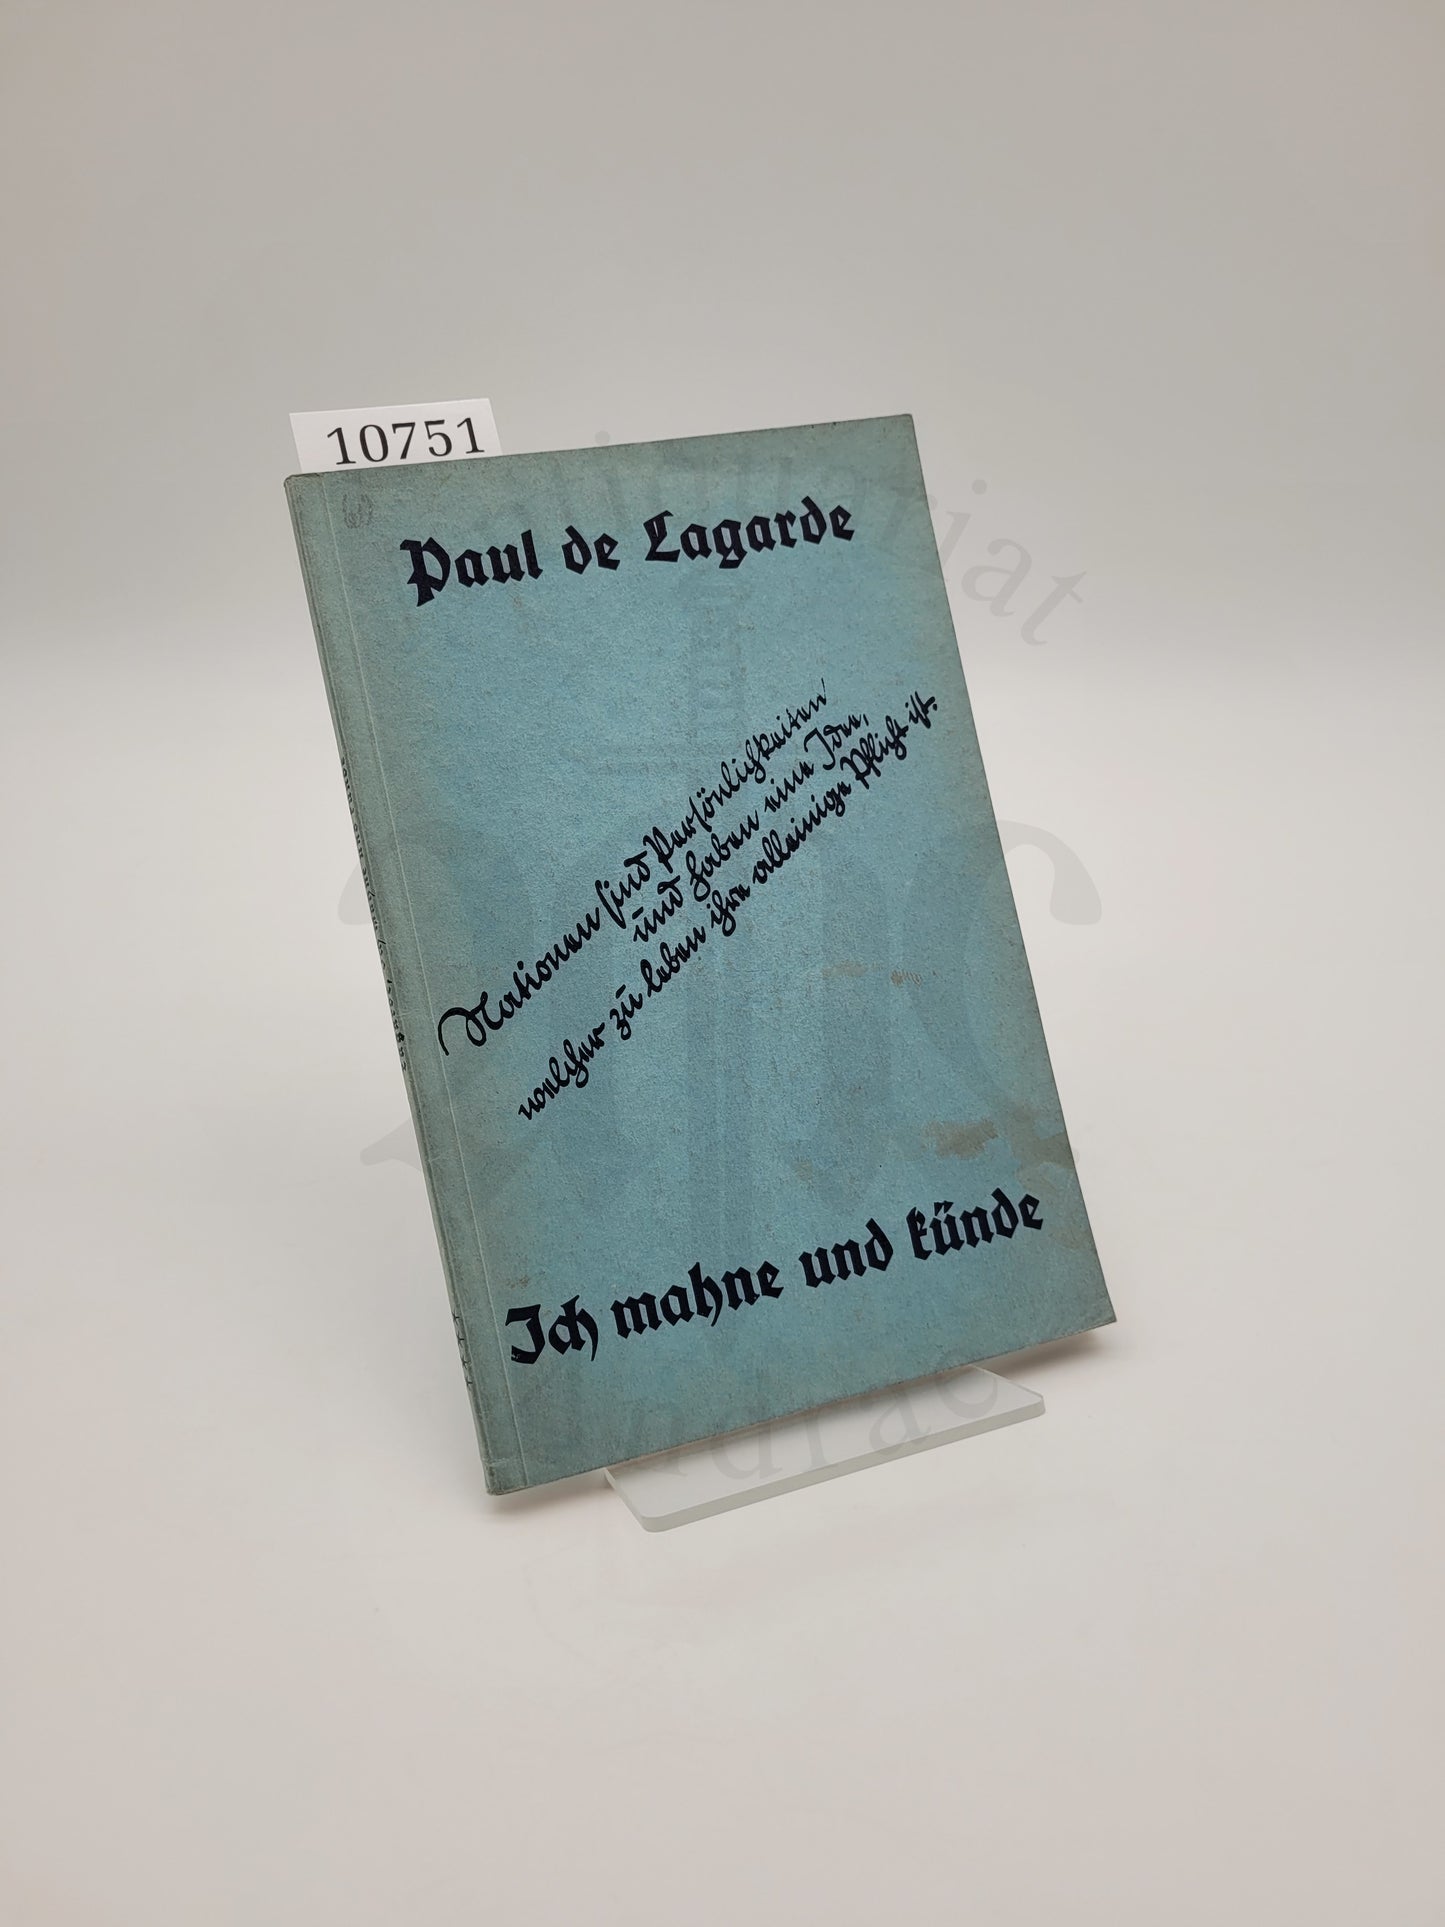 10751
Paul de Lagarde
Nationen sind Persönlichkeiten
und haben eine Idee,
welcher zu leben ihre alleinige Pflicht ist.
Ich mahne und künde